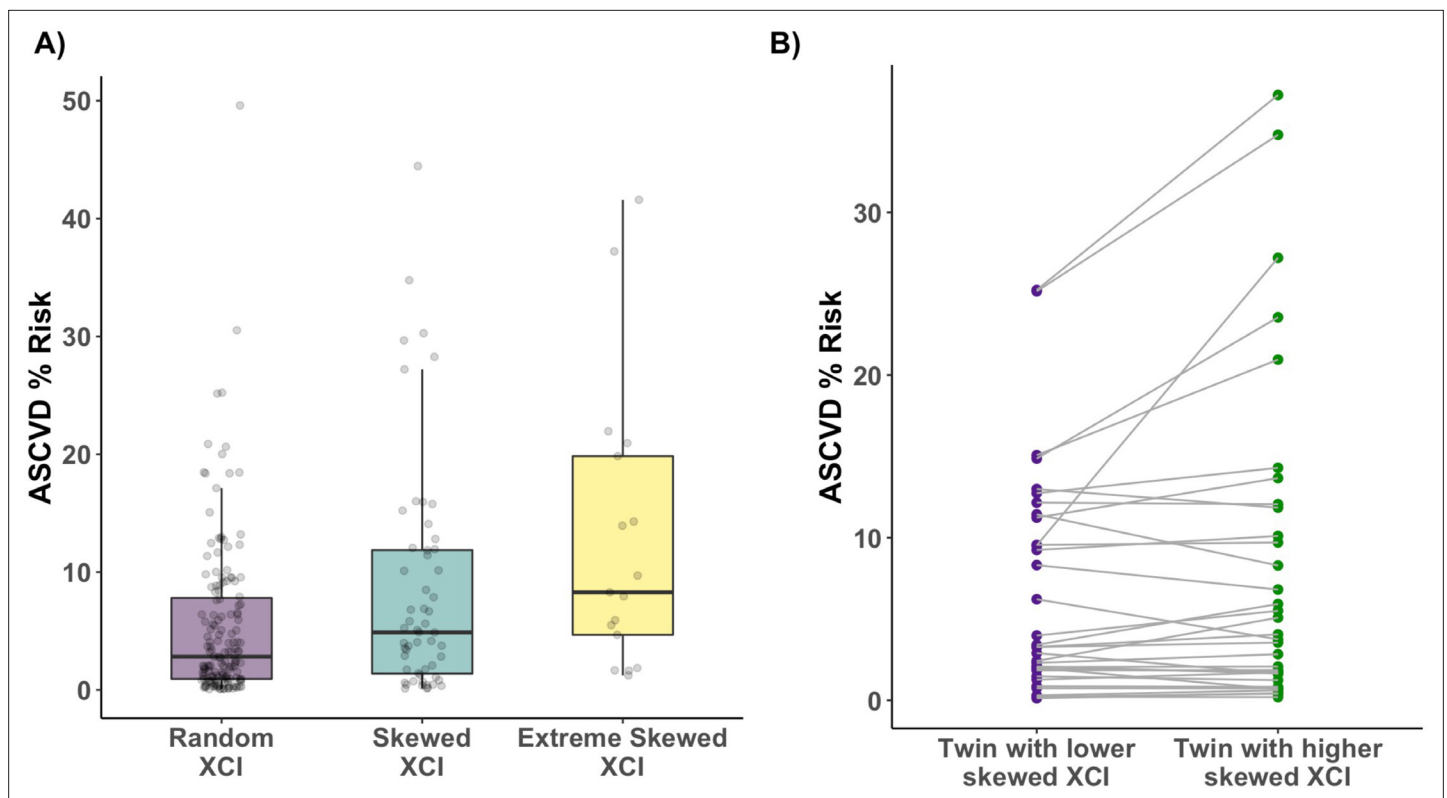 A)
ASCVD % Risk
50
40
30
20
10
0
Random
XCI
Skewed
XCI
Extreme Skewed
XCI
B)
ASCVD % Risk
30
20
10
0
Twin with lower
skewed XCI
Twin with higher
skewed XCI